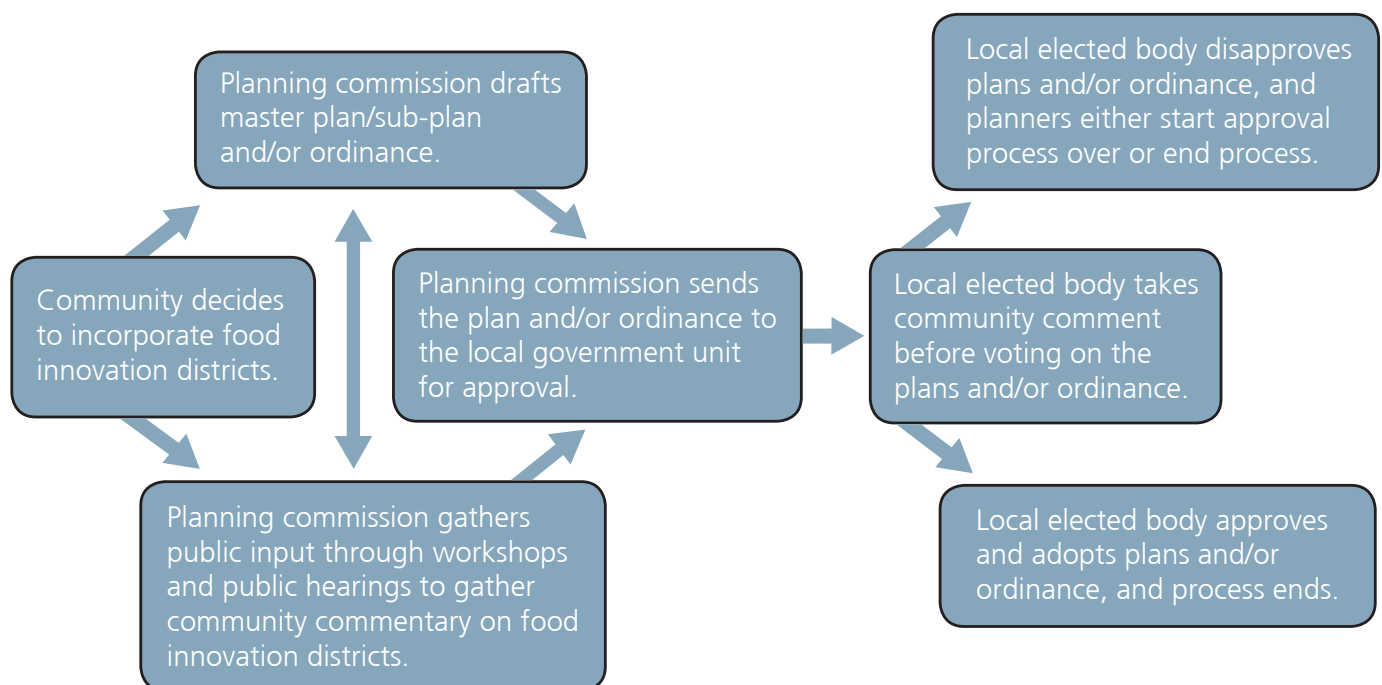 Planning commission drafts
master plan/sub-plan
and/or ordinance.
Community decides
to incorporate food
innovation districts.
Planning commission gathers
public input through workshops
and public hearings to gather
community commentary on food
innovation districts.
Planning commission sends
the plan and/or ordinance to
the local government unit
for approval.
Local elected body takes
community comment
before voting on the
plans and/or ordinance.
Local elected body disapproves
plans and/or ordinance, and
planners either start approval
process over or end process.
Local elected body approves
and adopts plans and/or
ordinance, and process ends.